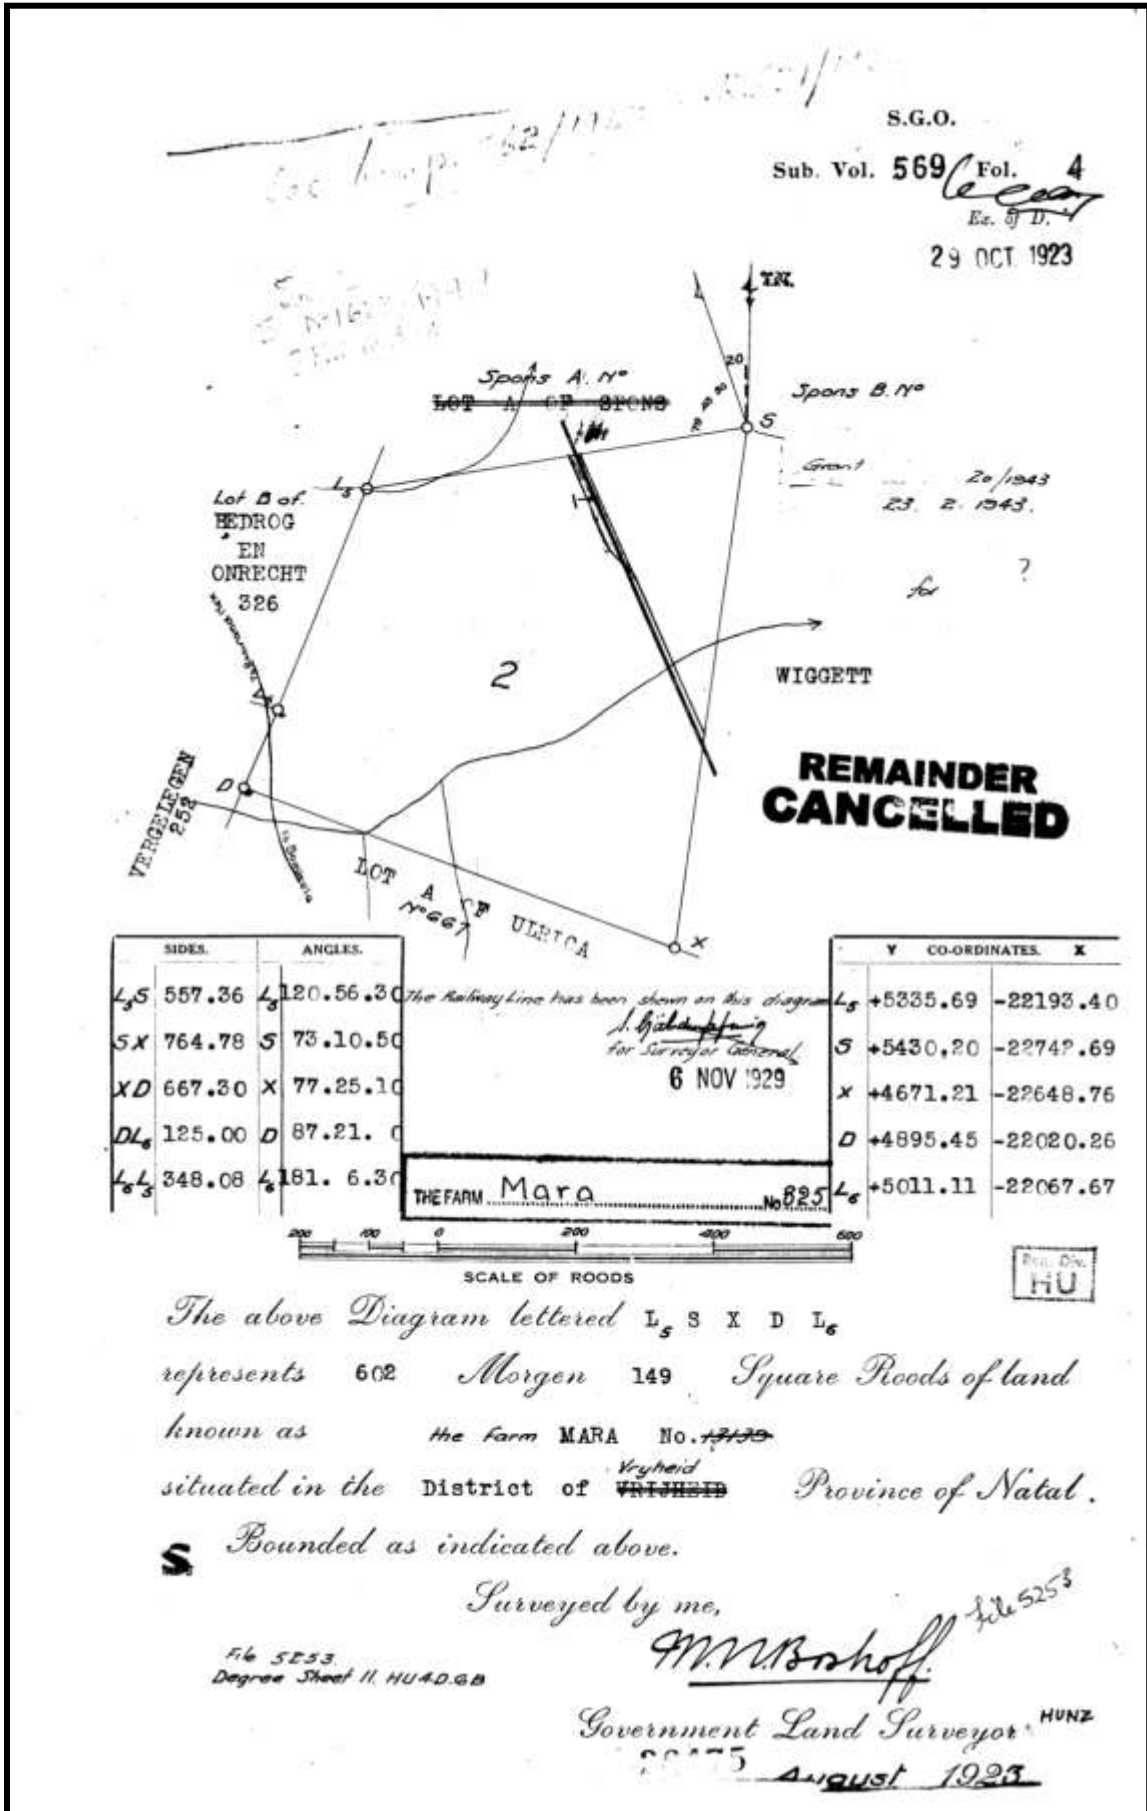 S.G.O.
Sub. Vol. 569 Fol. 4
Ex. of D.
29 OCT. 1923
T.N.
20
Spons A. No
LOT A OF SPONS
Spons B. No
S
L5
Grant 20/1943
23. 2. 1943.
Lot B of
BEDROG
EN
ONRECHT
326
for ?
2
WIGGETT
REMAINDER
CANCELLED
D
VERGELEGEN
252
LOT A OF ULRICA
No 667
X
SIDES. ANGLES.
L5S 557.36 L5 120.56.30
SX 764.78 S 73.10.50
XD 667.30 X 77.25.10
DL6 125.00 D 87.21. 0
L6L5 348.08 L6 181. 6.30
The Railway Line has been shown on this diagram
for Surveyor General
6 NOV 1929
THE FARM Mara No. 825
Y CO-ORDINATES. X
L5 +5335.69 -22193.40
S +5430.20 -22742.69
X +4671.21 -22648.76
D +4895.45 -22020.26
L6 +5011.11 -22067.67
200 100 0 200 400 600
SCALE OF ROODS
Reg. Div.
HU
The above Diagram lettered L5 S X D L6
represents 602 Morgen 149 Square Roods of land
known as the Farm MARA No. 13139
Vryheid
situated in the District of VRIJHEID Province of Natal.
S Bounded as indicated above.
Surveyed by me,
File 5253
M.N.Boshoff.
File 5253.
Degree Sheet 11. HU4D.GB
Government Land Surveyor HUNZ
August 1923